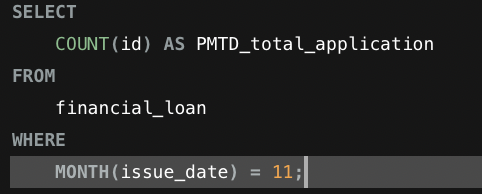 SELECT
COUNT(id) AS PMTD_total_application
FROM
financial_loan
WHERE
MONTH(issue_date) = 11;